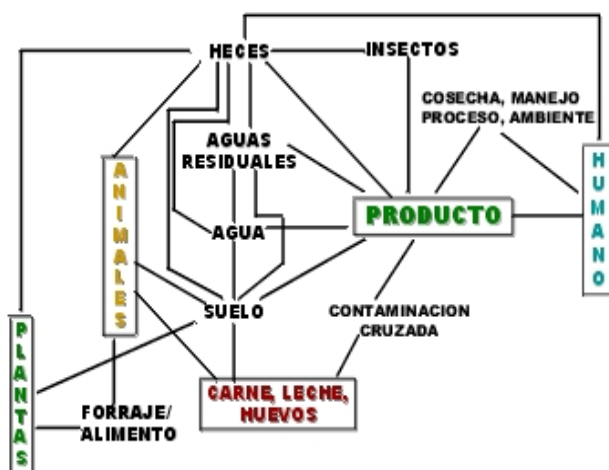 HECES
INSECTOS
COSECHA, MANEJO
PROCESO, AMBIENTE
AGUAS
RESIDUALES
HUMANO
ANIMALES
PRODUCTO
AGUA
SUELO
CONTAMINACION
CRUZADA
PLANTAS
CARNE, LECHE,
HUEVOS
FORRAJE/
ALIMENTO